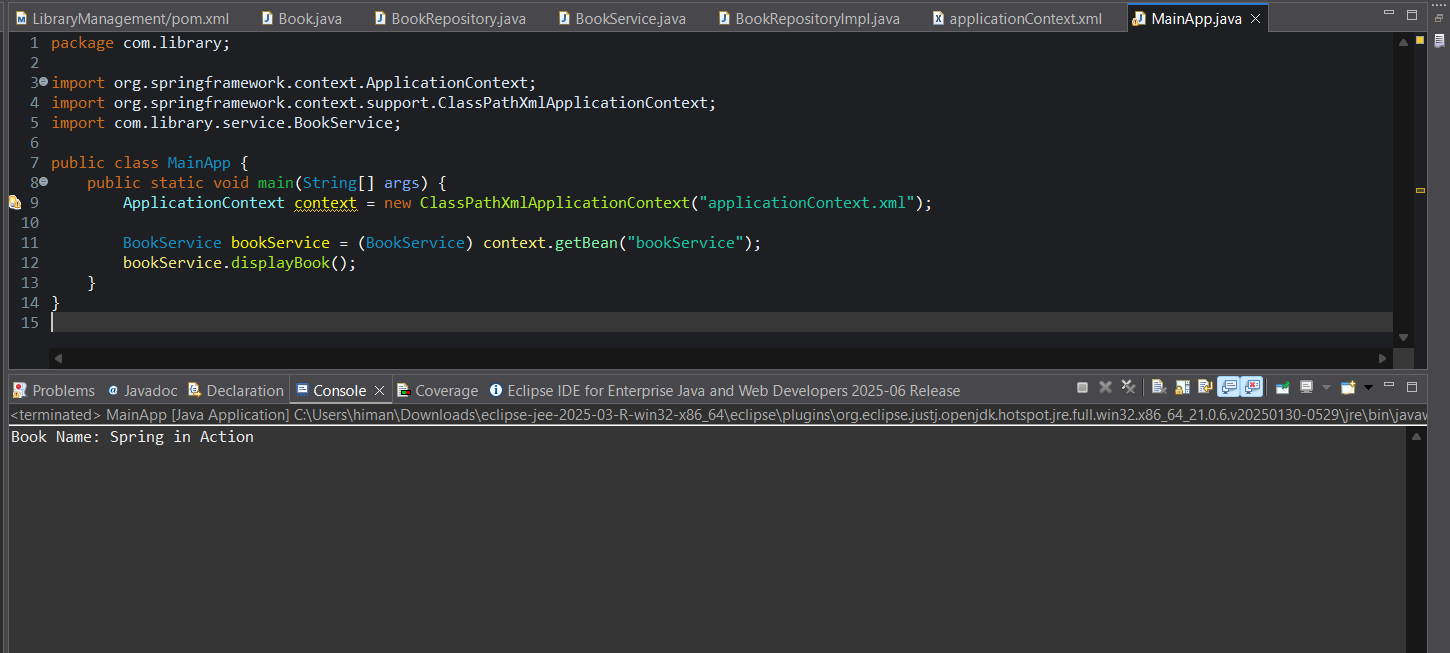 LibraryManagement/pom.xml Book.java BookRepository.java BookService.java BookRepositoryImpl.java applicationContext.xml MainApp.java
1 package com.library;
2
3 import org.springframework.context.ApplicationContext;
4 import org.springframework.context.support.ClassPathXmlApplicationContext;
5 import com.library.service.BookService;
6
7 public class MainApp {
8     public static void main(String[] args) {
9         ApplicationContext context = new ClassPathXmlApplicationContext("applicationContext.xml");
10
11         BookService bookService = (BookService) context.getBean("bookService");
12         bookService.displayBook();
13     }
14 }
15
Problems @ Javadoc Declaration Console Coverage Eclipse IDE for Enterprise Java and Web Developers 2025-06 Release
<terminated> MainApp [Java Application] C:\Users\himan\Downloads\eclipse-jee-2025-03-R-win32-x86_64\eclipse\plugins\org.eclipse.justj.openjdk.hotspot.jre.full.win32.x86_64_21.0.6.v20250130-0529\jre\bin\javaw
Book Name: Spring in Action